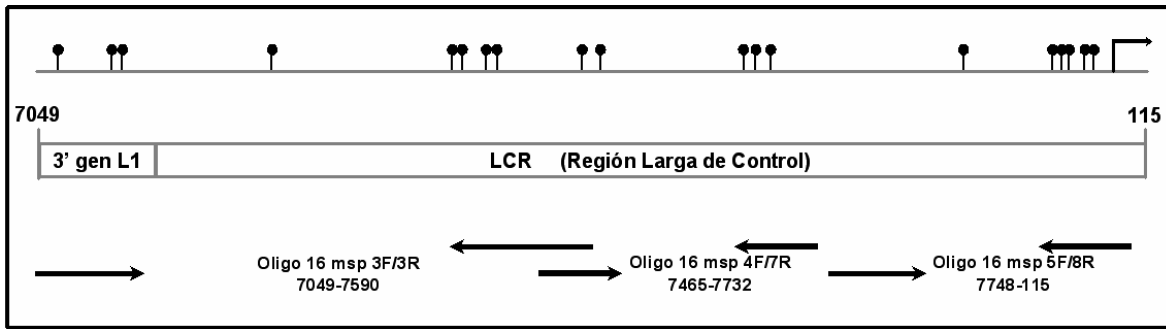 7049
115
3' gen L1
LCR (Región Larga de Control)
Oligo 16 msp 3F/3R
7049-7590
Oligo 16 msp 4F/7R
7465-7732
Oligo 16 msp 5F/8R
7748-115